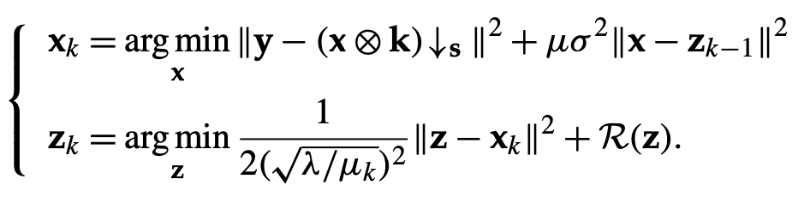 x_k = arg min_x ‖y − (x ⊗ k)↓_s‖² + μσ²‖x − z_{k−1}‖²
z_k = arg min_z 1/(2(√(λ/μ_k))²) ‖z − x_k‖² + R(z).